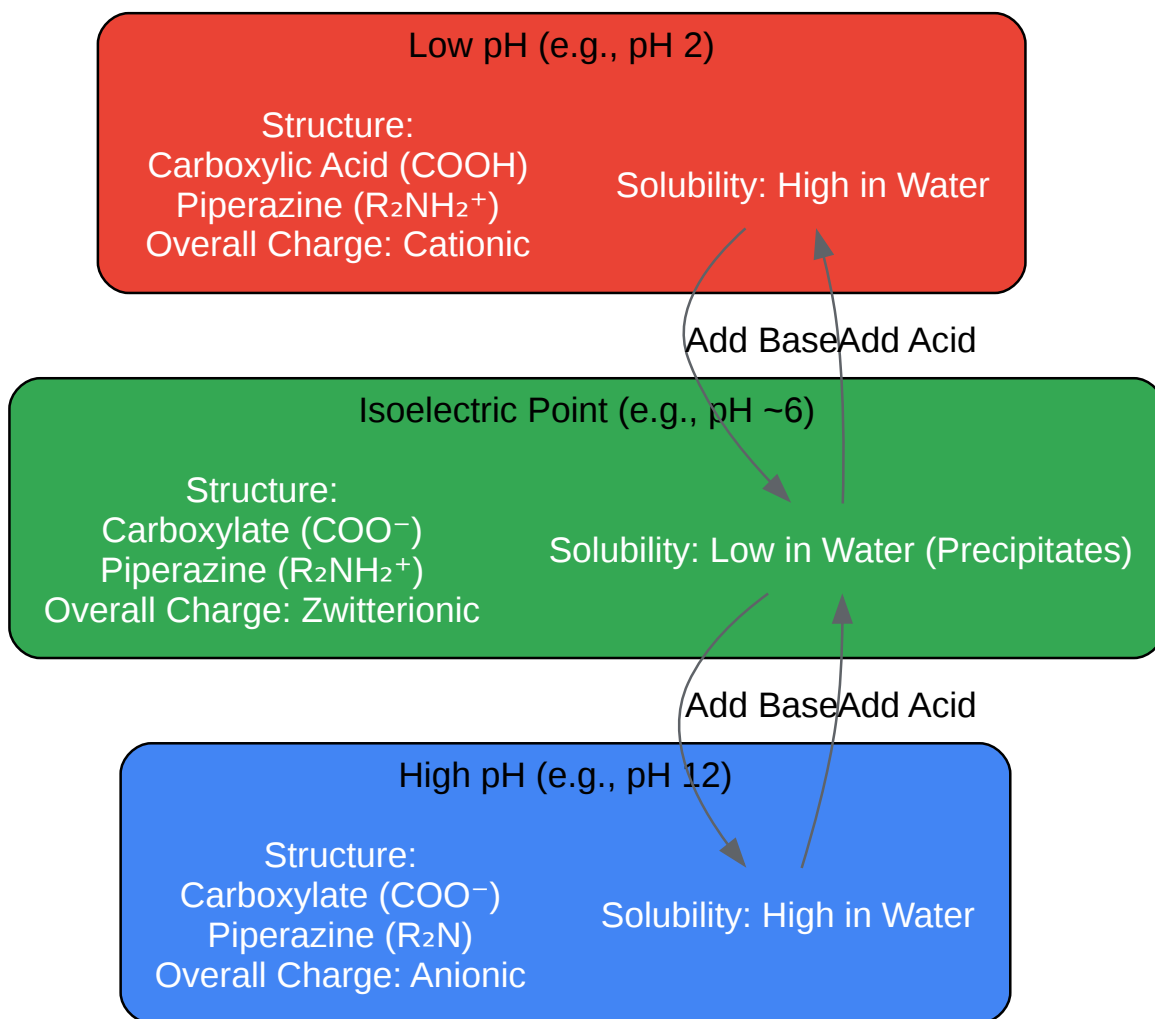 Low pH (e.g., pH 2)
Structure:
Carboxylic Acid (COOH)
Piperazine (R₂NH₂⁺)
Overall Charge: Cationic
Solubility: High in Water
Add Base
Add Acid
Isoelectric Point (e.g., pH ~6)
Structure:
Carboxylate (COO⁻)
Piperazine (R₂NH₂⁺)
Overall Charge: Zwitterionic
Solubility: Low in Water (Precipitates)
Add Base
Add Acid
High pH (e.g., pH 12)
Structure:
Carboxylate (COO⁻)
Piperazine (R₂N)
Overall Charge: Anionic
Solubility: High in Water